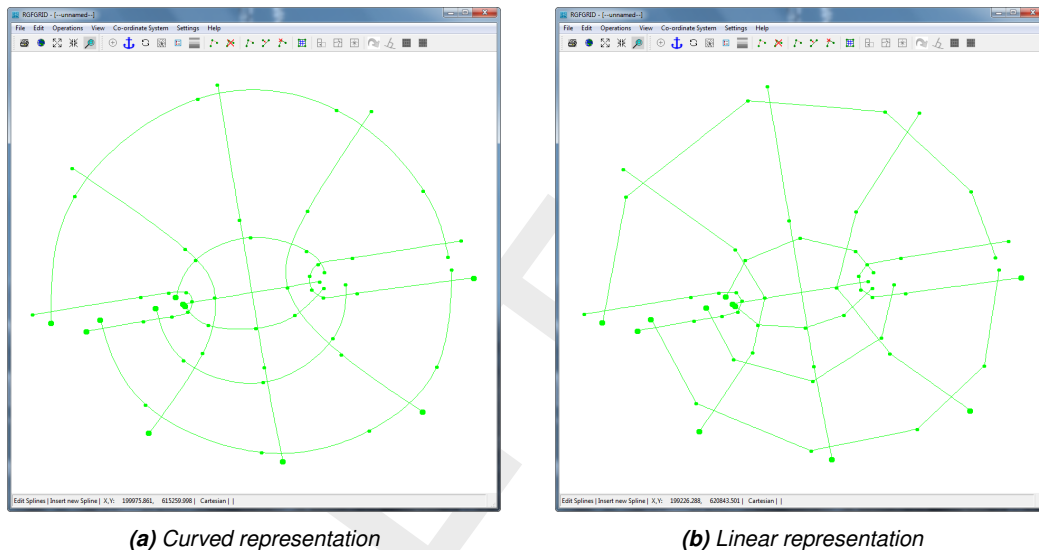 RGFGRID - [--unnamed--]
File Edit Operations View Co-ordinate System Settings Help
Edit Splines | Insert new Spline | X,Y: 199975.861, 615259.998 | Cartesian | |
(a) Curved representation
RGFGRID - [--unnamed--]
File Edit Operations View Co-ordinate System Settings Help
Edit Splines | Insert new Spline | X,Y: 199226.288, 620843.501 | Cartesian | |
(b) Linear representation